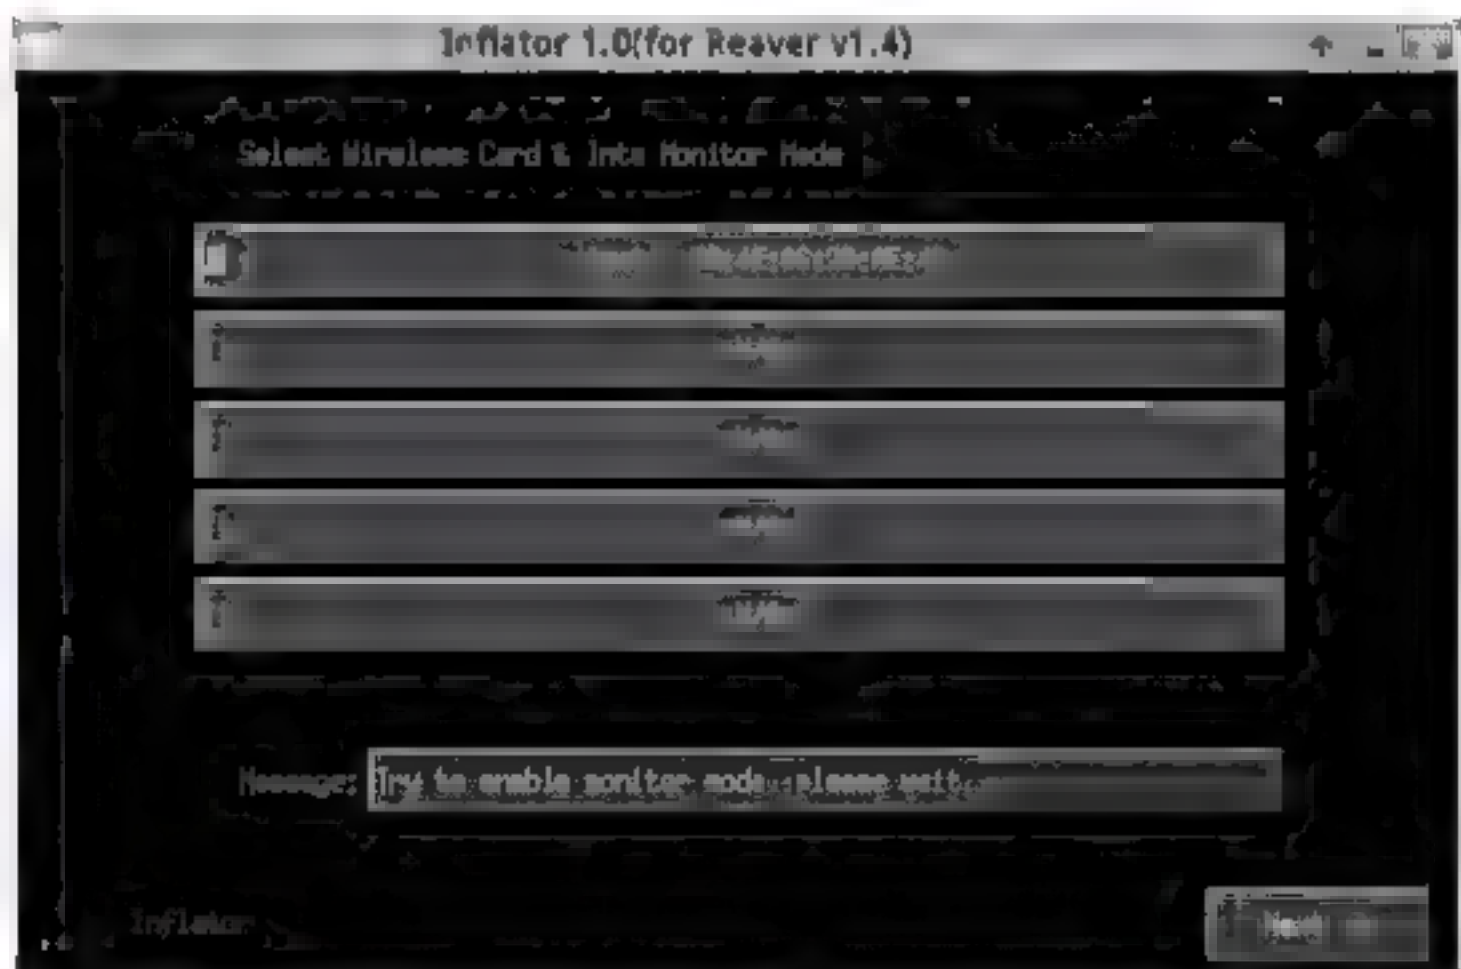 Inflator 1.0(for Reaver v1.4)
Select Wireless Card & Into Monitor Mode
Message: Try to enable monitor mode, please wait.
Inflator
Next